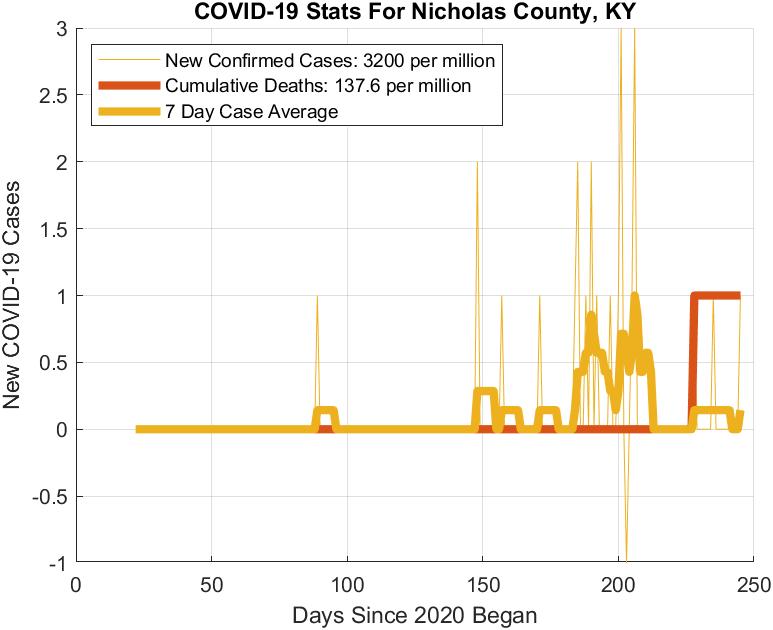 COVID-19 Stats For Nicholas County, KY
New Confirmed Cases: 3200 per million
Cumulative Deaths: 137.6 per million
7 Day Case Average
New COVID-19 Cases
3
2.5
2
1.5
1
0.5
0
-0.5
-1
0 50 100 150 200 250
Days Since 2020 Began